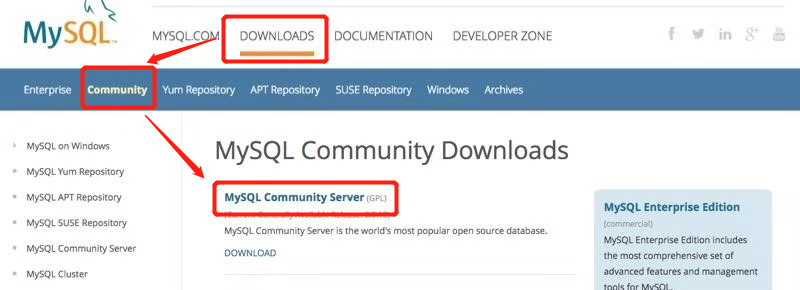 MySQL™
MYSQL.COM DOWNLOADS DOCUMENTATION DEVELOPER ZONE
Enterprise Community Yum Repository APT Repository SUSE Repository Windows Archives
MySQL on Windows
MySQL Yum Repository
MySQL APT Repository
MySQL SUSE Repository
MySQL Community Server
MySQL Cluster
MySQL Community Downloads
MySQL Community Server (GPL)
MySQL Community Server is the world's most popular open source database.
DOWNLOAD
MySQL Enterprise Edition
(commercial)
MySQL Enterprise Edition includes
the most comprehensive set of
advanced features and management
tools for MySQL.